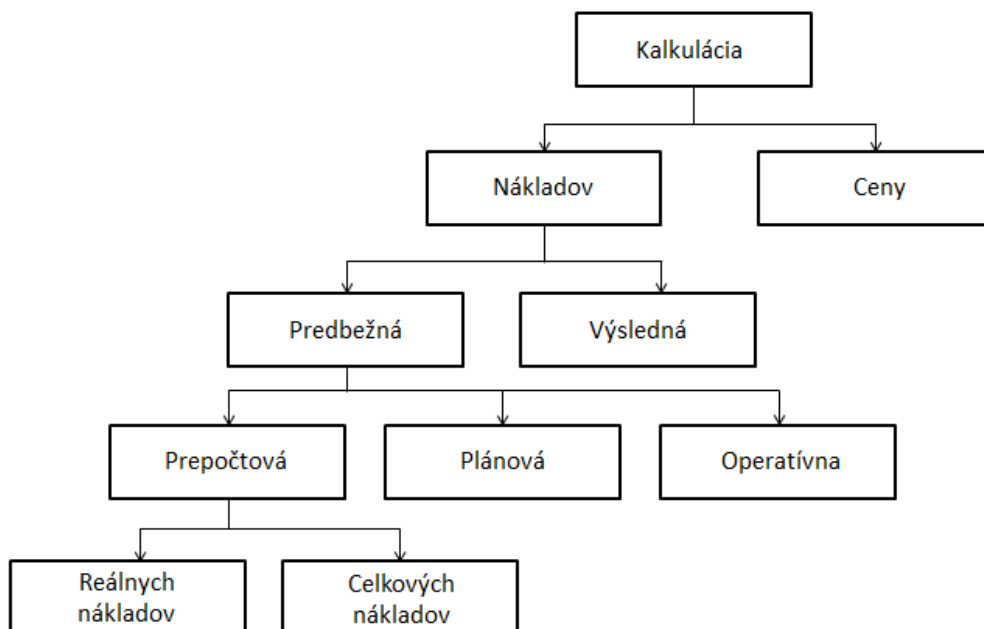 Kalkulácia
Nákladov
Ceny
Predbežná
Výsledná
Prepočtová
Plánová
Operatívna
Reálnych
nákladov
Celkových
nákladov